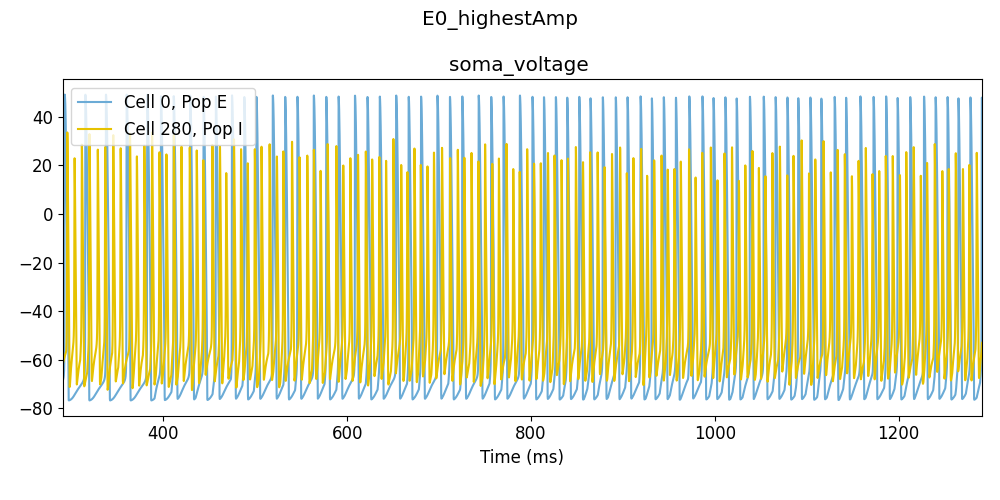 E0_highestAmp
soma_voltage
Cell 0, Pop E
Cell 280, Pop I
40
20
0
−20
−40
−60
−80
400 600 800 1000 1200
Time (ms)